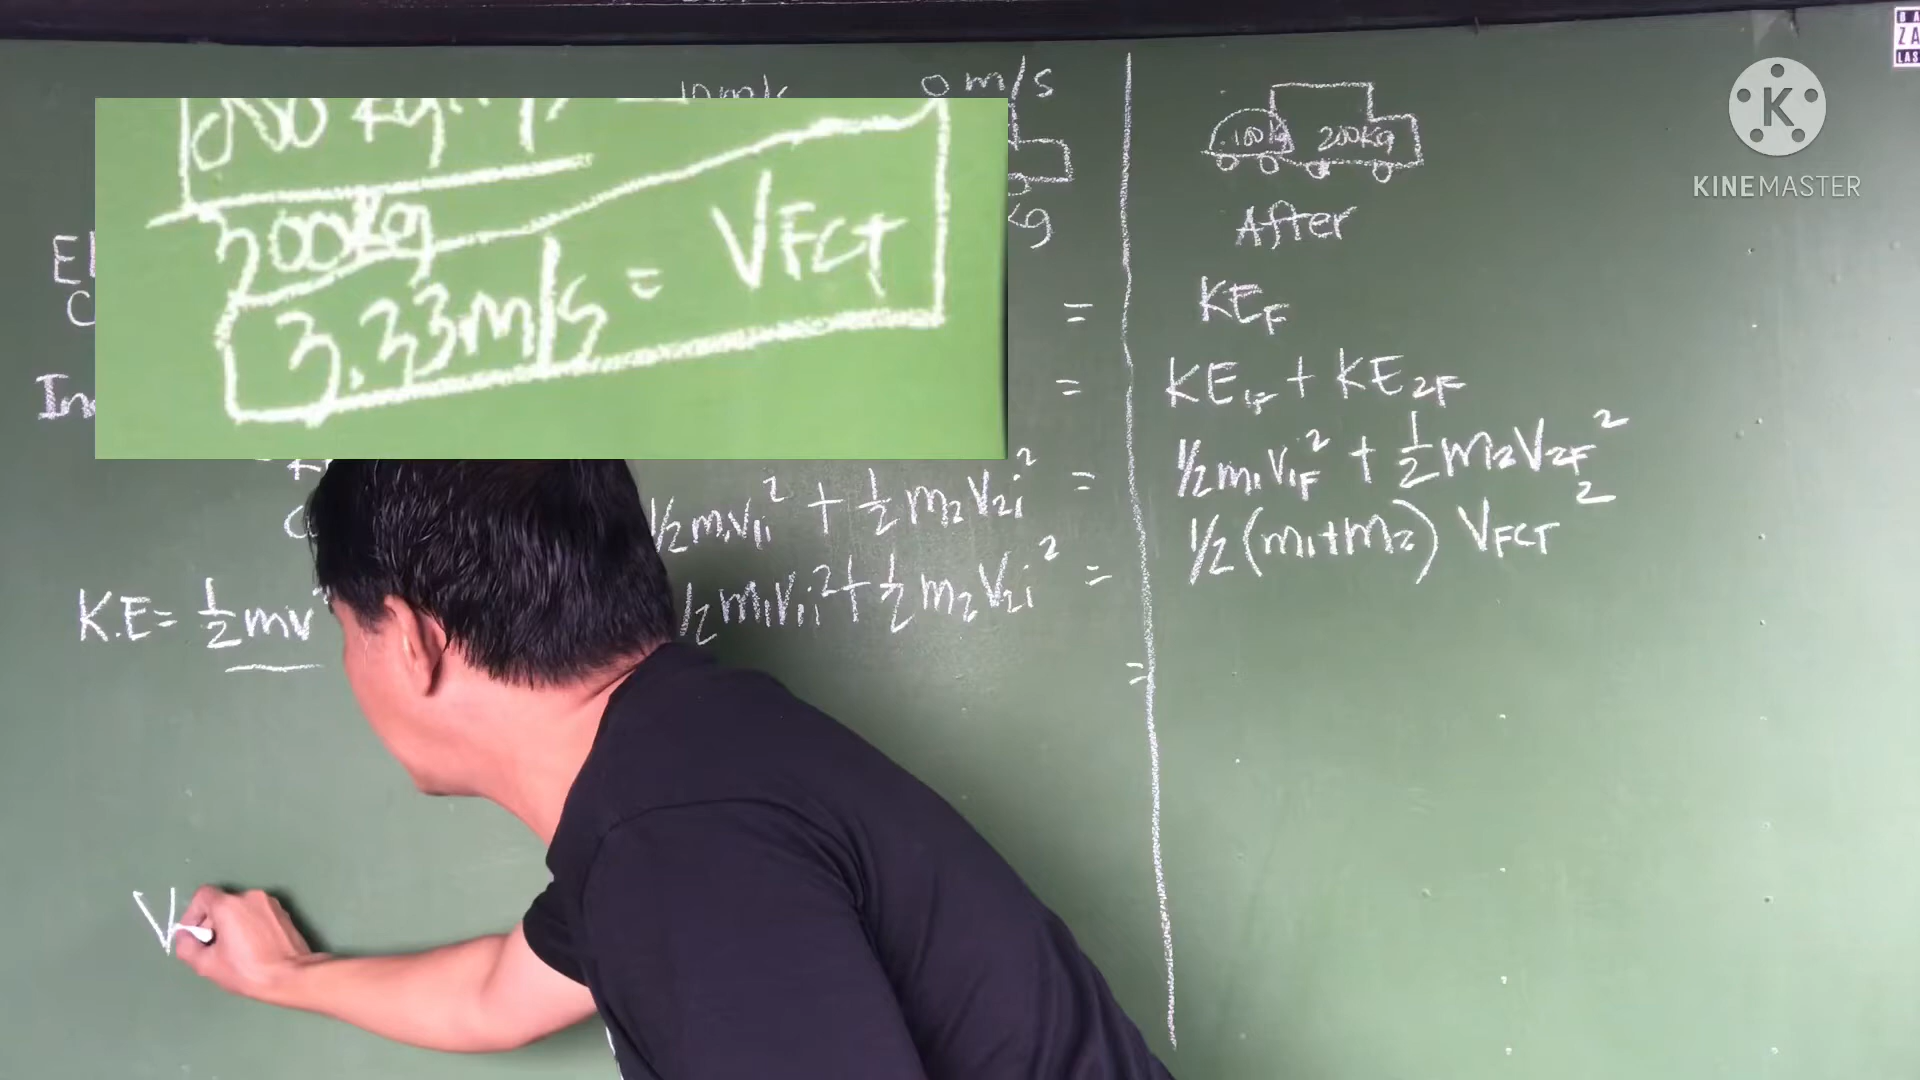 0 m/s
100kg 200KG
After
= KEF
= KE1F + KE2F
1/2m1V1F² + 1/2m2V2F²
1/2m1V1i² + 1/2m2V2i² =
1/2(m1+m2) VFCT²
1/2m1V1i² + 1/2m2V2i² =
K.E= 1/2mv
=
V
300kg
3.33m/s = VFCT
KINEMASTER